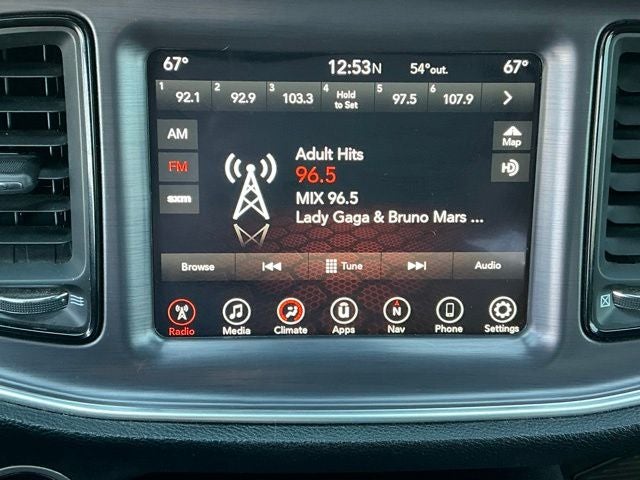 67° 12:53N 54°out. 67°
1 92.1 2 92.9 3 103.3 4 Hold to Set 5 97.5 6 107.9
AM
FM
sxm
Adult Hits
96.5
MIX 96.5
Lady Gaga & Bruno Mars ...
Map
HD
Browse Tune Audio
Radio Media Climate Apps N Nav Phone Settings